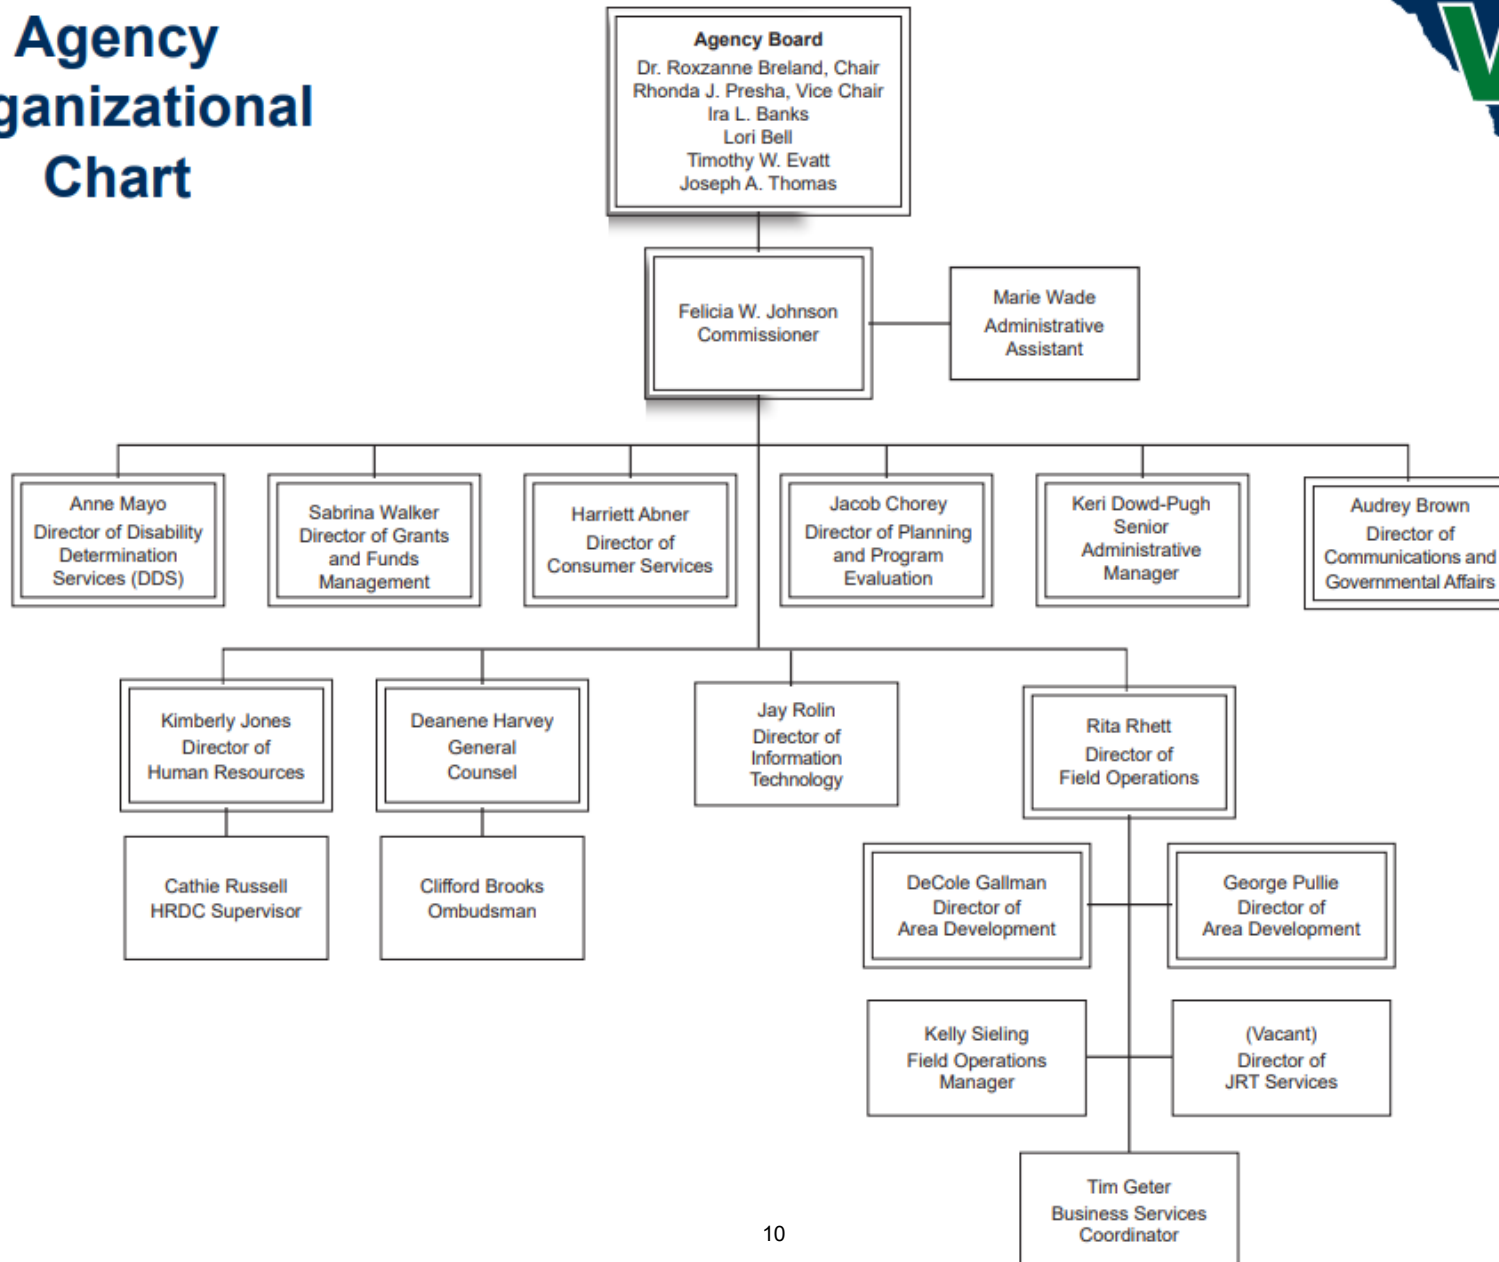 Agency
ganizational
Chart
Agency Board
Dr. Roxzanne Breland, Chair
Rhonda J. Presha, Vice Chair
Ira L. Banks
Lori Bell
Timothy W. Evatt
Joseph A. Thomas
Felicia W. Johnson
Commissioner
Marie Wade
Administrative
Assistant
Anne Mayo
Director of Disability
Determination
Services (DDS)
Sabrina Walker
Director of Grants
and Funds
Management
Harriett Abner
Director of
Consumer Services
Jacob Chorey
Director of Planning
and Program
Evaluation
Keri Dowd-Pugh
Senior
Administrative
Manager
Audrey Brown
Director of
Communications and
Governmental Affairs
Kimberly Jones
Director of
Human Resources
Deanene Harvey
General
Counsel
Jay Rolin
Director of
Information
Technology
Rita Rhett
Director of
Field Operations
Cathie Russell
HRDC Supervisor
Clifford Brooks
Ombudsman
DeCole Gallman
Director of
Area Development
George Pullie
Director of
Area Development
Kelly Sieling
Field Operations
Manager
(Vacant)
Director of
JRT Services
Tim Geter
Business Services
Coordinator
10